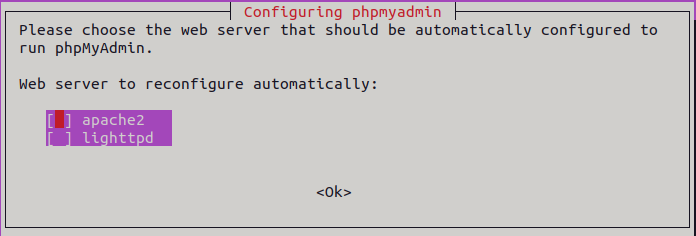 Configuring phpmyadmin
Please choose the web server that should be automatically configured to
run phpMyAdmin.
Web server to reconfigure automatically:
[ ] apache2
[ ] lighttpd
<Ok>